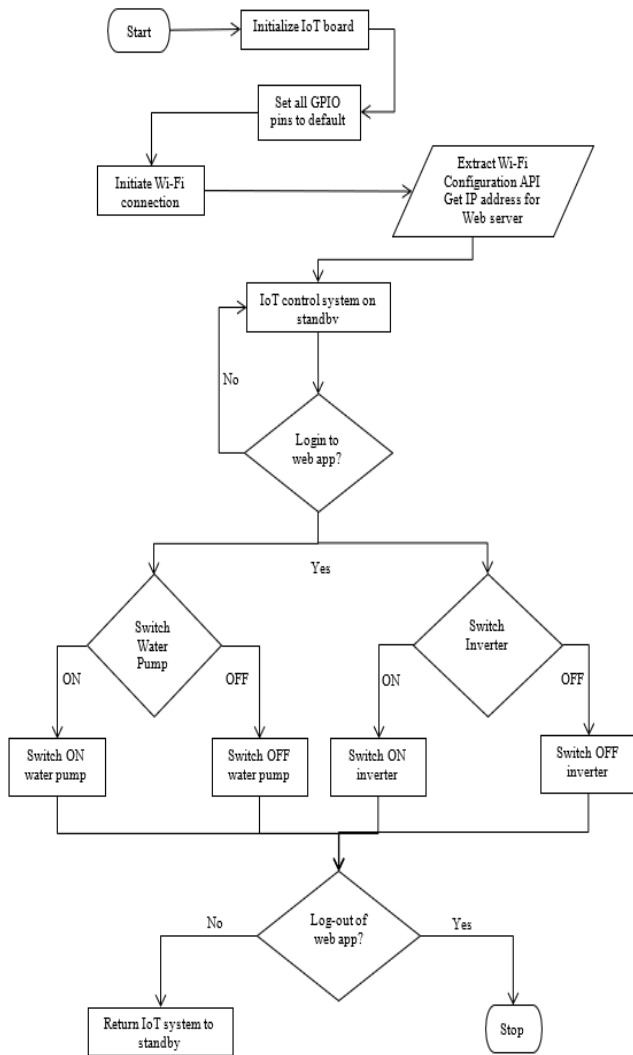 Start
Initialize IoT board
Set all GPIO
pins to default
Initiate Wi-Fi
connection
Extract Wi-Fi
Configuration API
Get IP address for
Web server
IoT control system on
standby
No
Login to
web app?
Yes
Switch
Water
Pump
Switch
Inverter
ON
OFF
ON
OFF
Switch ON
water pump
Switch OFF
water pump
Switch ON
inverter
Switch OFF
inverter
No
Log-out of
web app?
Yes
Return IoT system to
standby
Stop